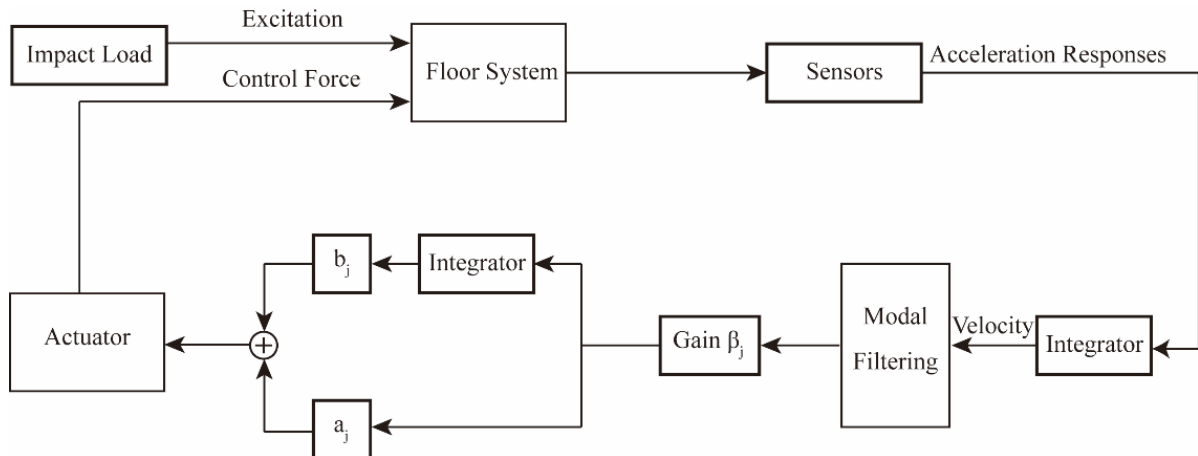 Excitation
Impact Load
Control Force
Floor System
Sensors
Acceleration Responses
b_j
Integrator
Actuator
+
Gain β_j
Modal
Filtering
Velocity
Integrator
a_j